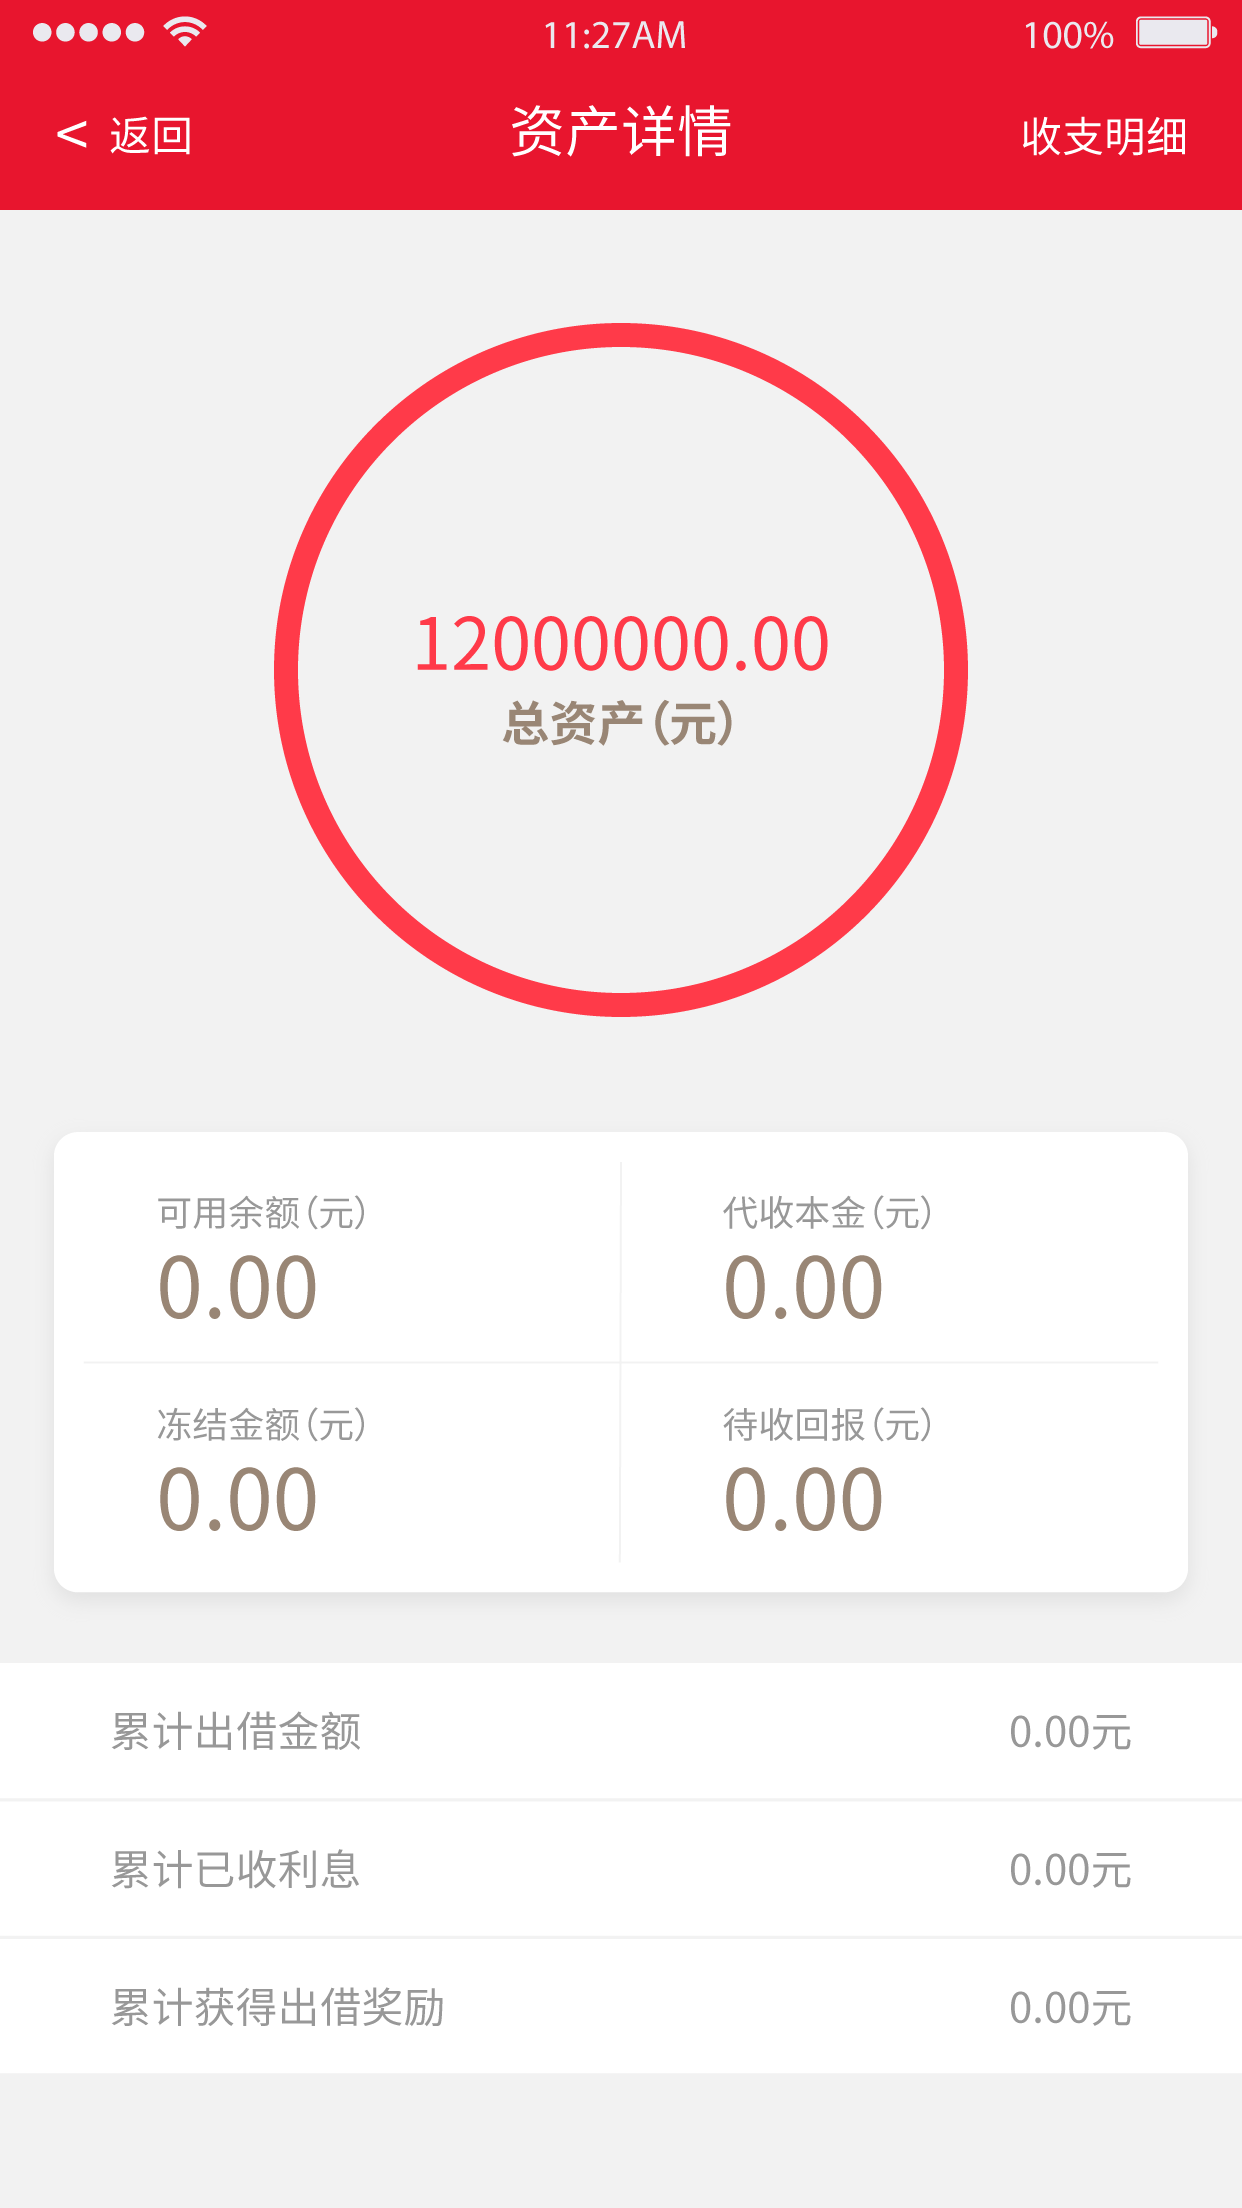 11:27AM
100%
< 返回
资产详情
收支明细
12000000.00
总资产(元)
可用余额(元)
0.00
代收本金(元)
0.00
冻结金额(元)
0.00
待收回报(元)
0.00
累计出借金额
0.00元
累计已收利息
0.00元
累计获得出借奖励
0.00元